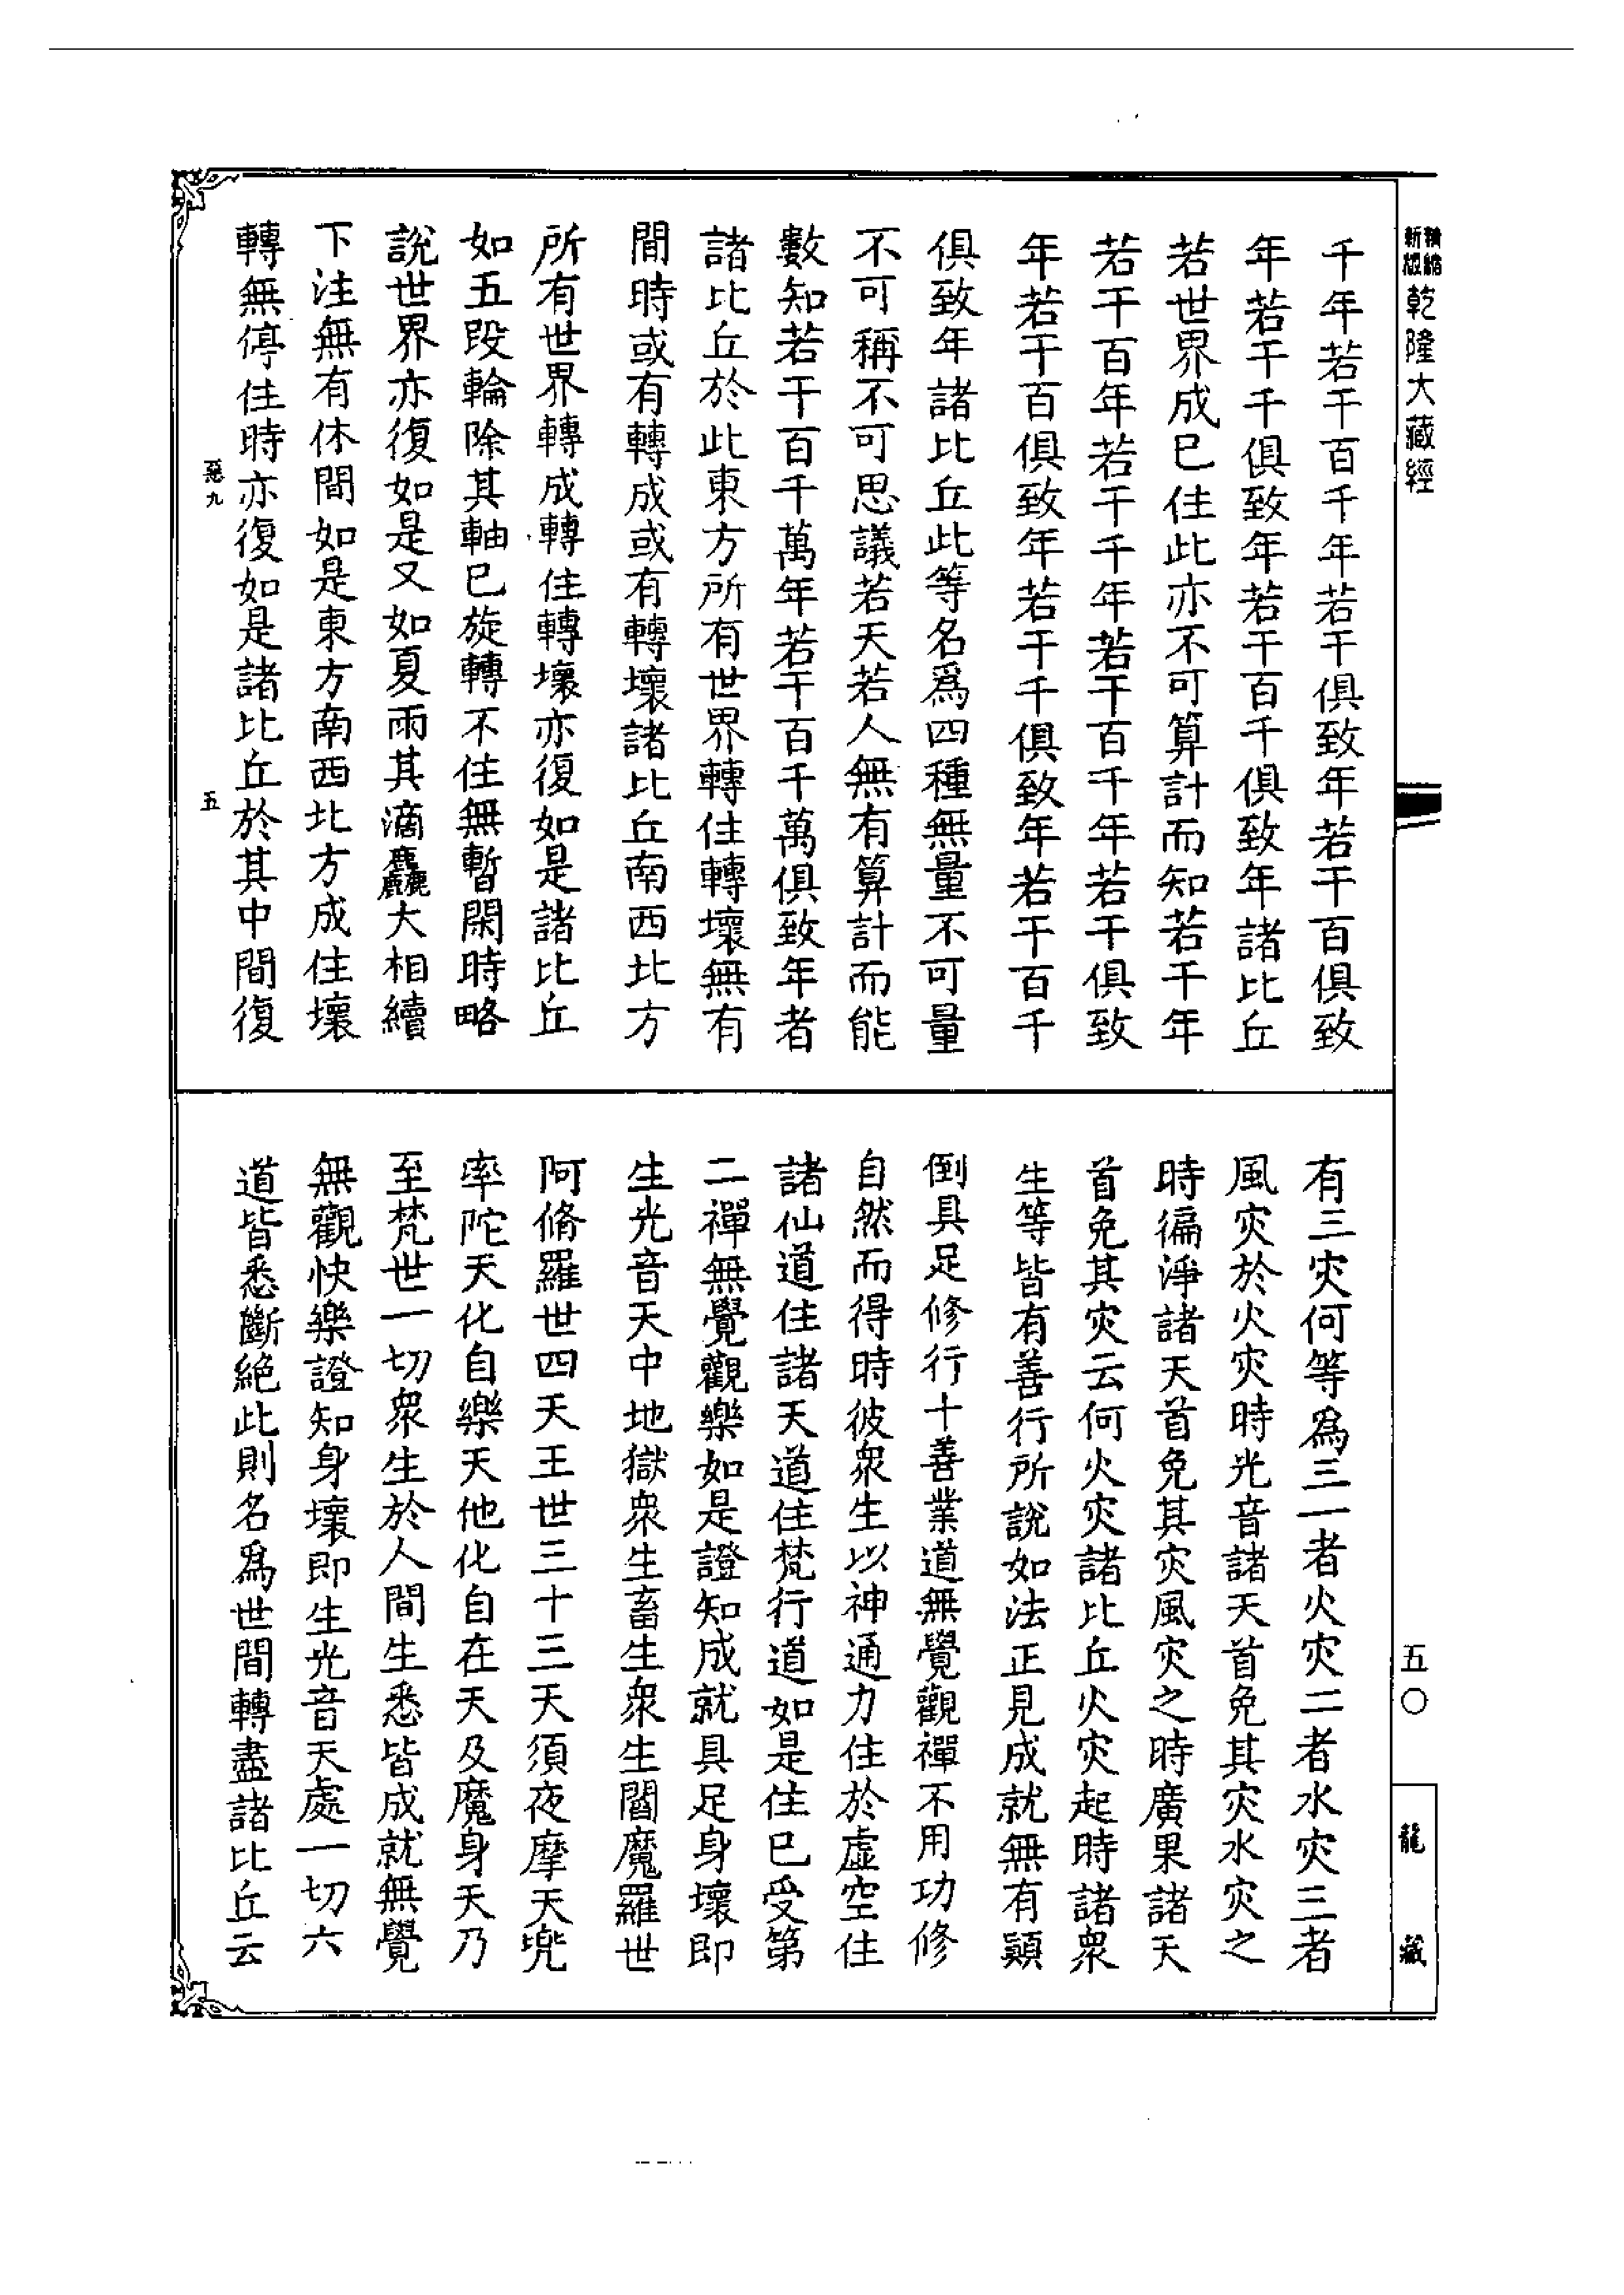 新版精縮乾隆大藏經
千年若干百千年若干俱致年若干百俱致
年若干千俱致年若干百千俱致年諸比丘
若世界成已住此亦不可算計而知若干年
若干百年若干千年若干百千年若干俱致
年若干百俱致年若干千俱致年若干百千
俱致年諸比丘此等名爲四種無量不可量
不可稱不可思議若天若人無有算計而能
數知若干百千萬年若干百千萬俱致年者
諸比丘於此東方所有世界轉住轉壞無有
間時或有轉成或有轉壞諸比丘南西北方
所有世界轉成轉住轉壞亦復如是諸比丘
如五段輪除其軸已旋轉不住無暫閑時略
說世界亦復如是又如夏雨其滴麤大相續
下注無有休間如是東方南西北方成住壞
轉無停住時亦復如是諸比丘於其中間復
惡九
五
有三灾何等爲三一者火灾二者水灾三者
風灾於火灾時光音諸天首免其灾水灾之
時徧淨諸天首免其灾風灾之時廣果諸天
首免其灾云何火灾諸比丘火灾起時諸衆
生等皆有善行所說如法正見成就無有顛
倒具足修行十善業道無覺觀禪不用功修
自然而得時彼衆生以神通力住於虛空住
諸仙道住諸天道住梵行道如是住已受第
二禪無覺觀樂如是證知成就具足身壞即
生光音天中地獄衆生畜生衆生閻魔羅世
阿脩羅世四天王世三十三天須夜摩天兜
率陀天化自樂天他化自在天及魔身天乃
至梵世一切衆生於人間生悉皆成就無覺
無觀快樂證知身壞即生光音天處一切六
道皆悉斷絶此則名爲世間轉盡諸比丘云
五〇
龍藏